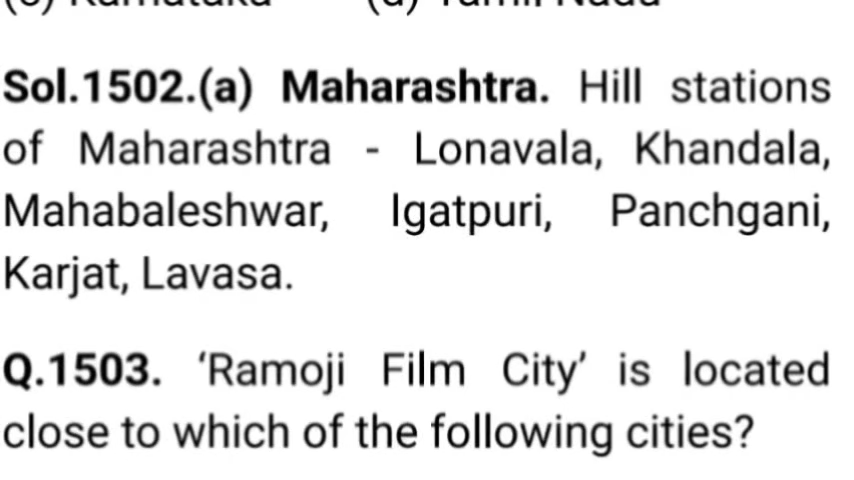 Sol.1502.(a) Maharashtra. Hill stations
of Maharashtra - Lonavala, Khandala,
Mahabaleshwar, Igatpuri, Panchgani,
Karjat, Lavasa.
Q.1503. ‘Ramoji Film City’ is located
close to which of the following cities?